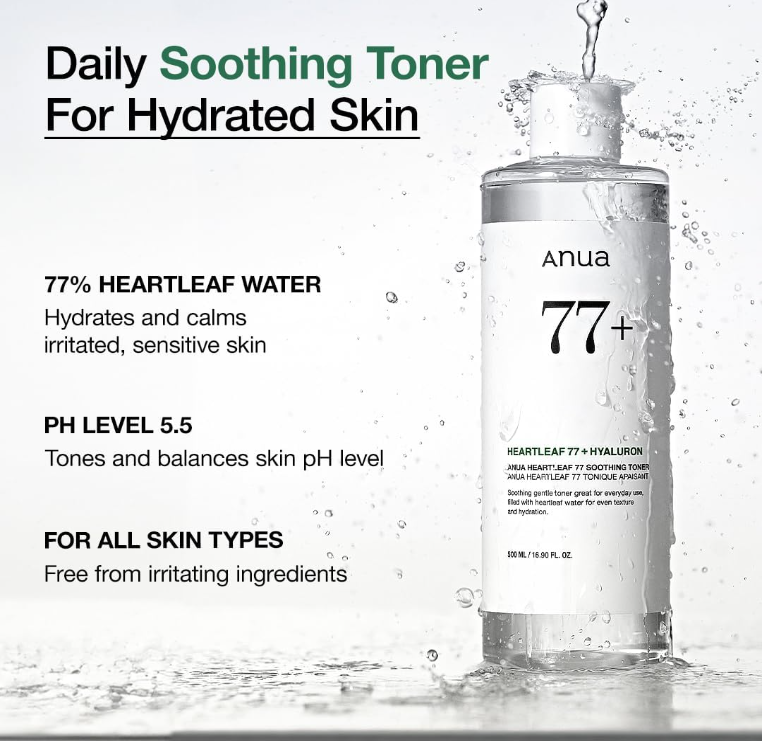 Daily Soothing Toner
For Hydrated Skin
77% HEARTLEAF WATER
Hydrates and calms
irritated, sensitive skin
PH LEVEL 5.5
Tones and balances skin pH level
FOR ALL SKIN TYPES
Free from irritating ingredients
Anua
77+
HEARTLEAF 77 + HYALURON
ANUA HEARTLEAF 77 SOOTHING TONER
ANUA HEARTLEAF 77 TONIQUE APAISANT
Soothing gentle toner great for everyday use,
filled with heartleaf water for even texture
and hydration.
500 ML / 16.90 FL. OZ.